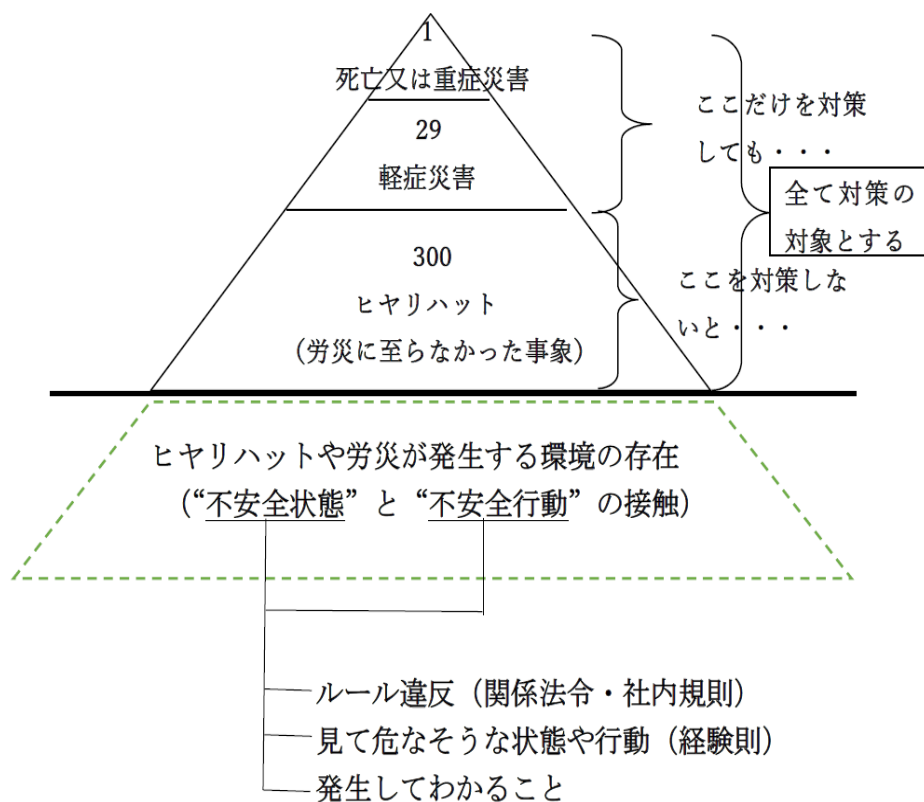 1
死亡又は重症災害
29
軽症災害
300
ヒヤリハット
（労災に至らなかった事象）
ここだけを対策
しても・・・
全て対策の
対象とする
ここを対策しな
いと・・・
ヒヤリハットや労災が発生する環境の存在
（“不安全状態” と “不安全行動” の接触）
ルール違反（関係法令・社内規則）
見て危なそうな状態や行動（経験則）
発生してわかること